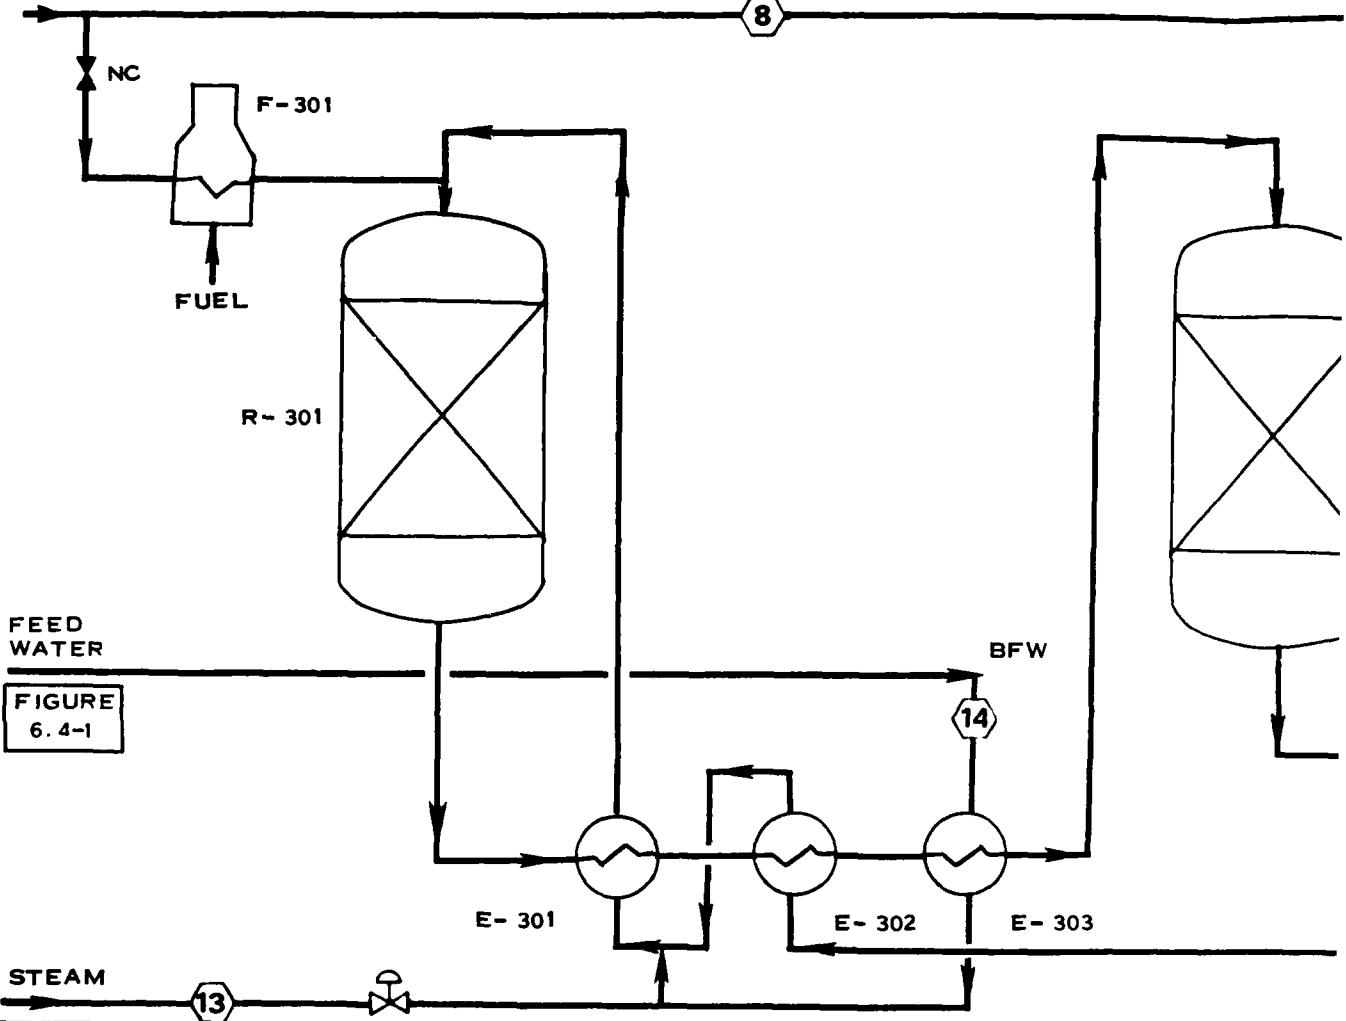 8
NC
F-301
FUEL
R-301
FEED
WATER
BFW
FIGURE
6.4-1
14
E-301
E-302
E-303
STEAM
13